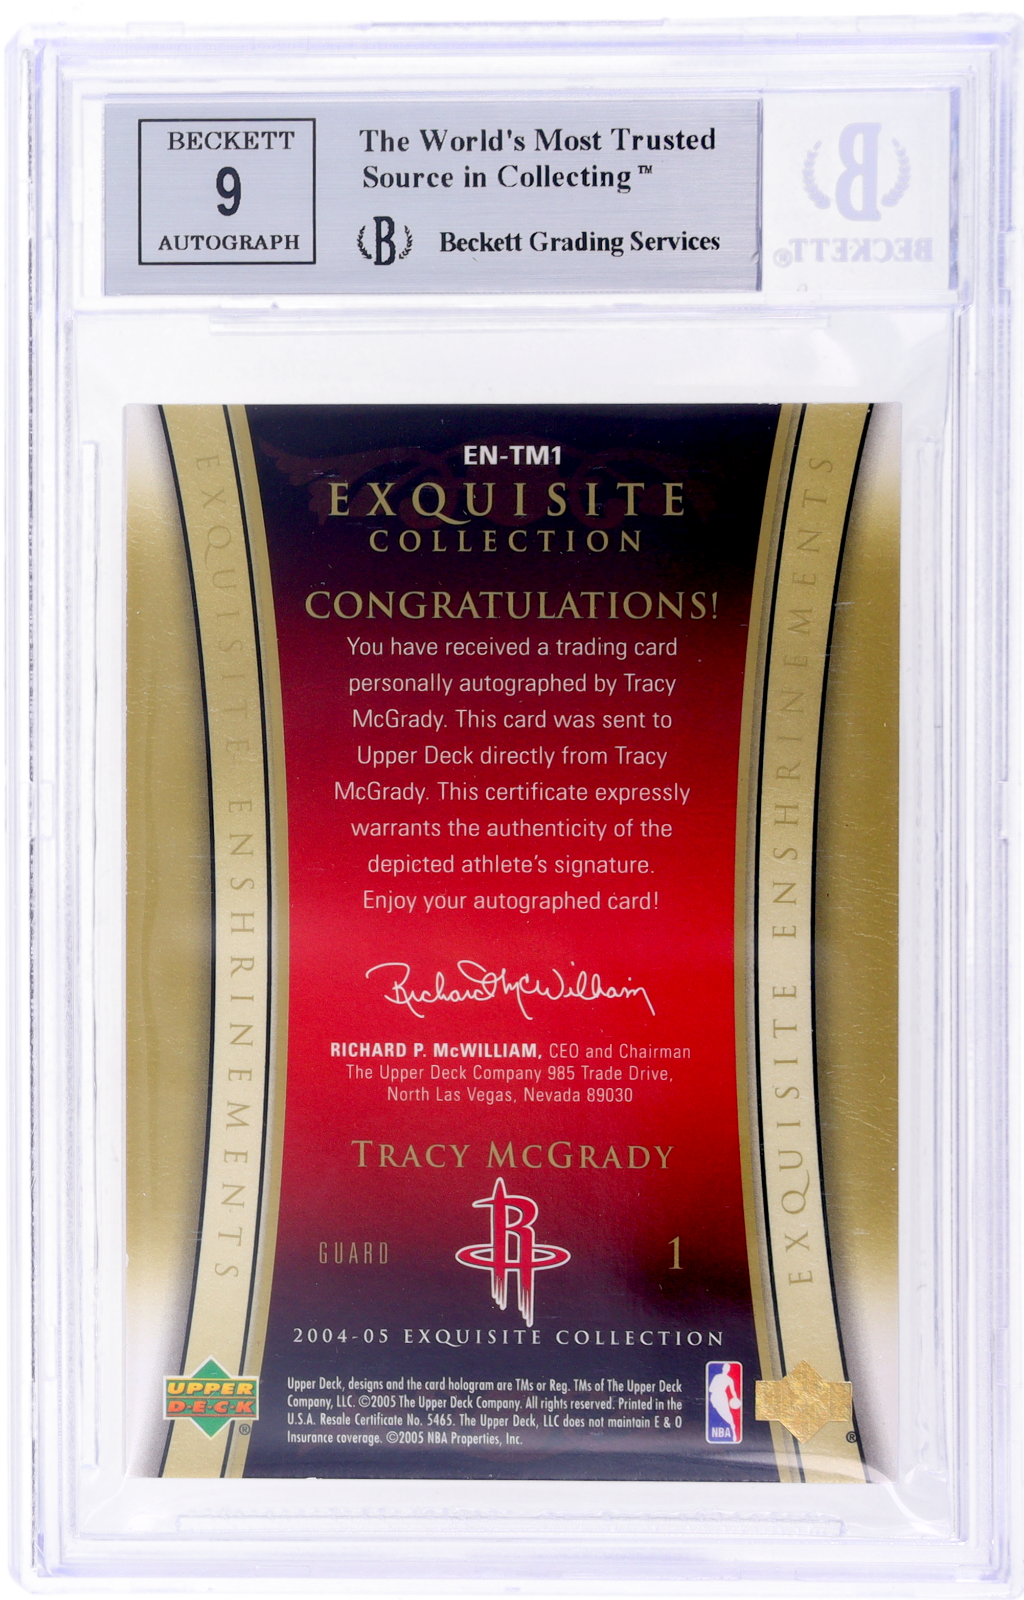 BECKETT
9
AUTOGRAPH
The World's Most Trusted
Source in Collecting™
B
Beckett Grading Services
B
BECKETT®
EN-TM1
EXQUISITE
COLLECTION
CONGRATULATIONS!
You have received a trading card
personally autographed by Tracy
McGrady. This card was sent to
Upper Deck directly from Tracy
McGrady. This certificate expressly
warrants the authenticity of the
depicted athlete's signature.
Enjoy your autographed card!
Richard McWilliam
RICHARD P. McWILLIAM, CEO and Chairman
The Upper Deck Company 985 Trade Drive,
North Las Vegas, Nevada 89030
TRACY MCGRADY
GUARD
R
1
2004-05 EXQUISITE COLLECTION
UPPER
D·E·C·K
®
Upper Deck, designs and the card hologram are TMs or Reg. TMs of The Upper Deck
Company, LLC. ©2005 The Upper Deck Company. All rights reserved. Printed in the
U.S.A. Resale Certificate No. 5465. The Upper Deck, LLC does not maintain E & O
Insurance coverage. ©2005 NBA Properties, Inc.
NBA
®
EXQUISITE ENSHRINEMENTS
EXQUISITE ENSHRINEMENTS